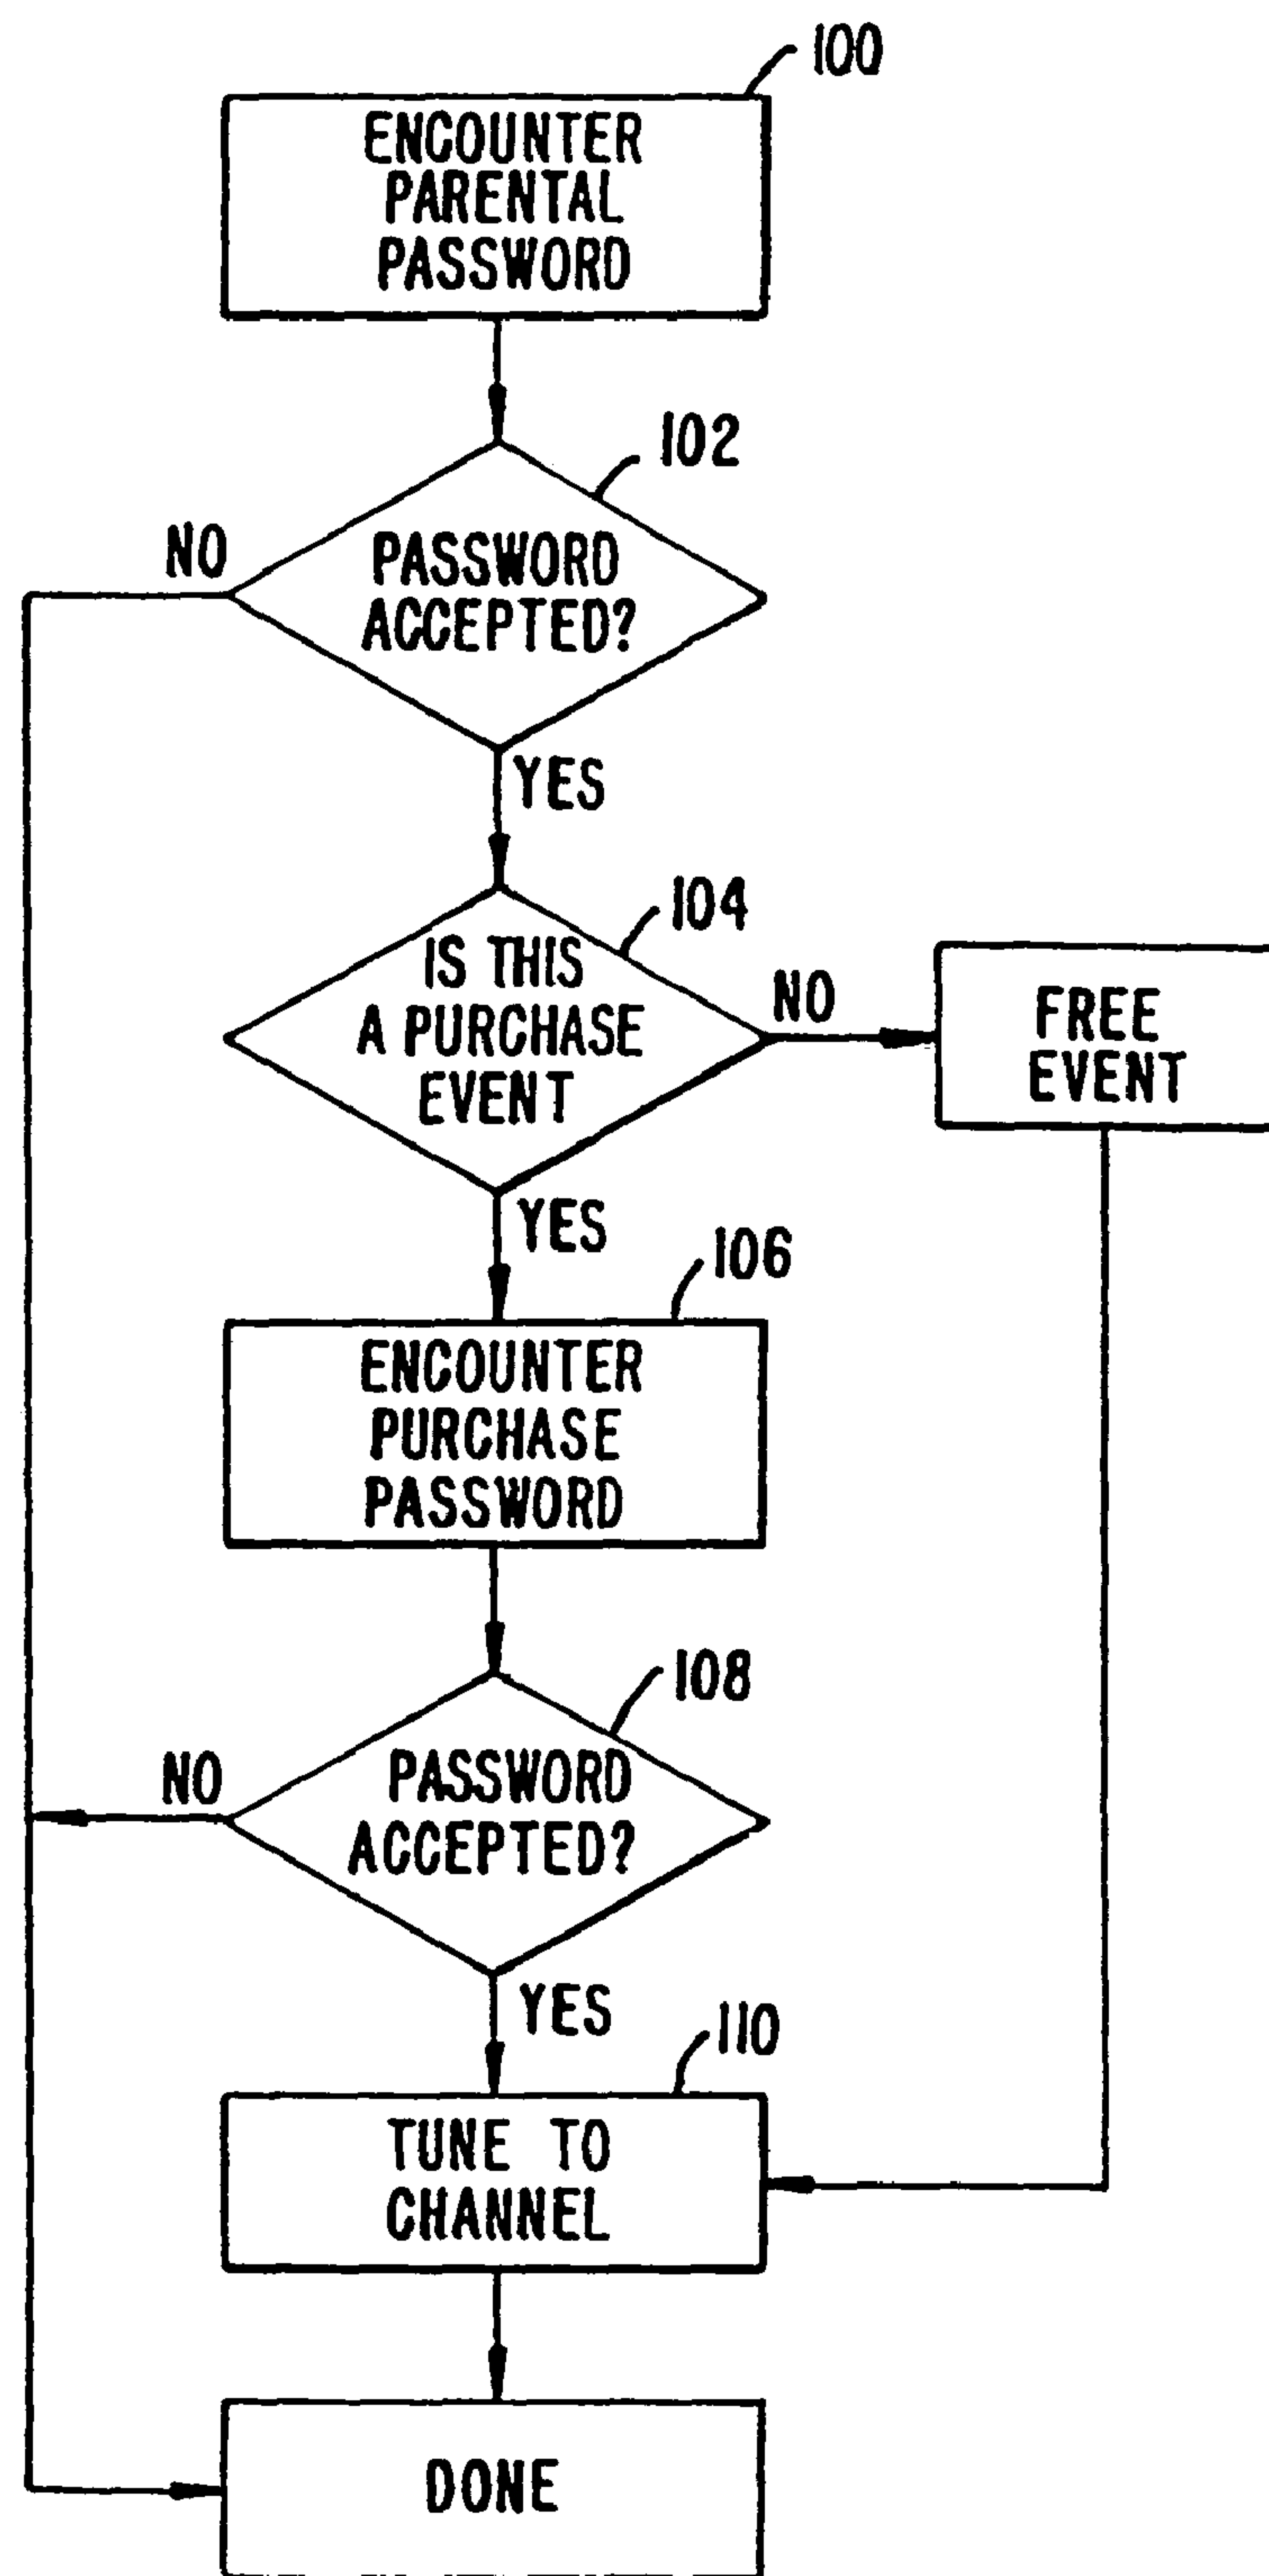 100
ENCOUNTER
PARENTAL
PASSWORD
102
NO
PASSWORD
ACCEPTED?
YES
104
IS THIS
A PURCHASE
EVENT
NO
FREE
EVENT
YES
106
ENCOUNTER
PURCHASE
PASSWORD
108
NO
PASSWORD
ACCEPTED?
YES
110
TUNE TO
CHANNEL
DONE